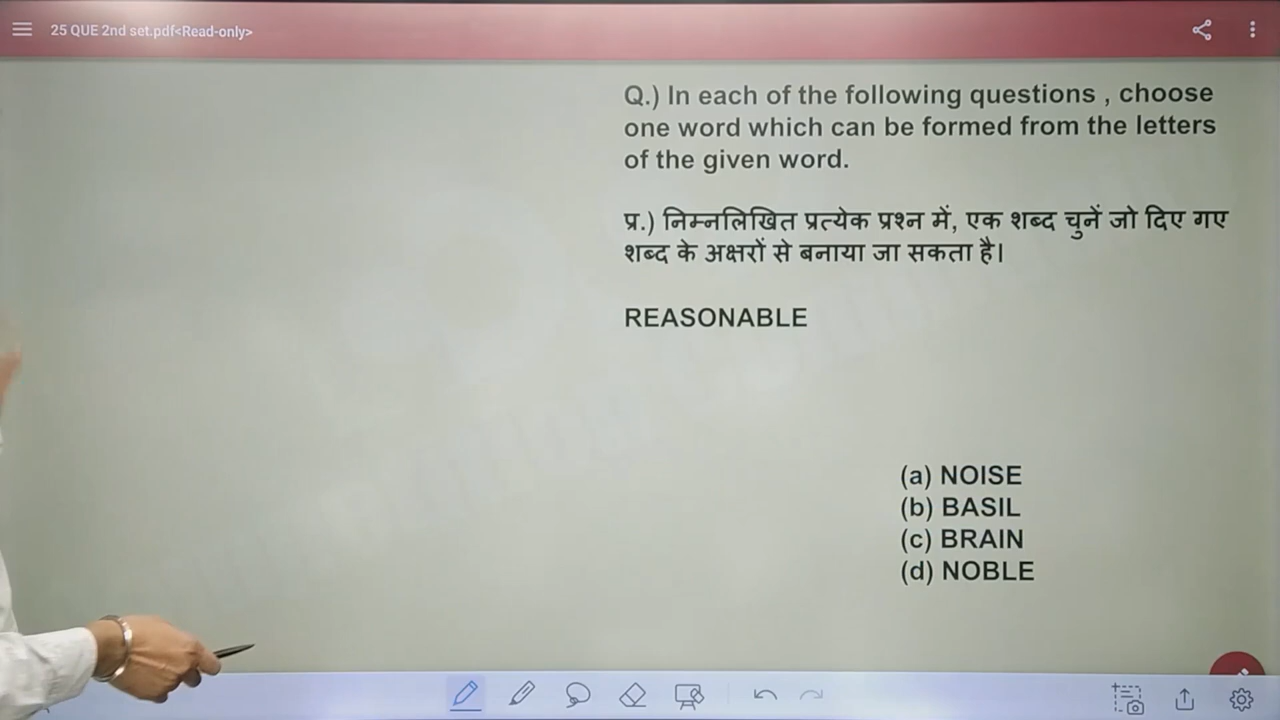 25 QUE 2nd set.pdf<Read-only>
Q.) In each of the following questions , choose
one word which can be formed from the letters
of the given word.
प्र.) निम्नलिखित प्रत्येक प्रश्न में, एक शब्द चुनें जो दिए गए
शब्द के अक्षरों से बनाया जा सकता है।
REASONABLE
(a) NOISE
(b) BASIL
(c) BRAIN
(d) NOBLE